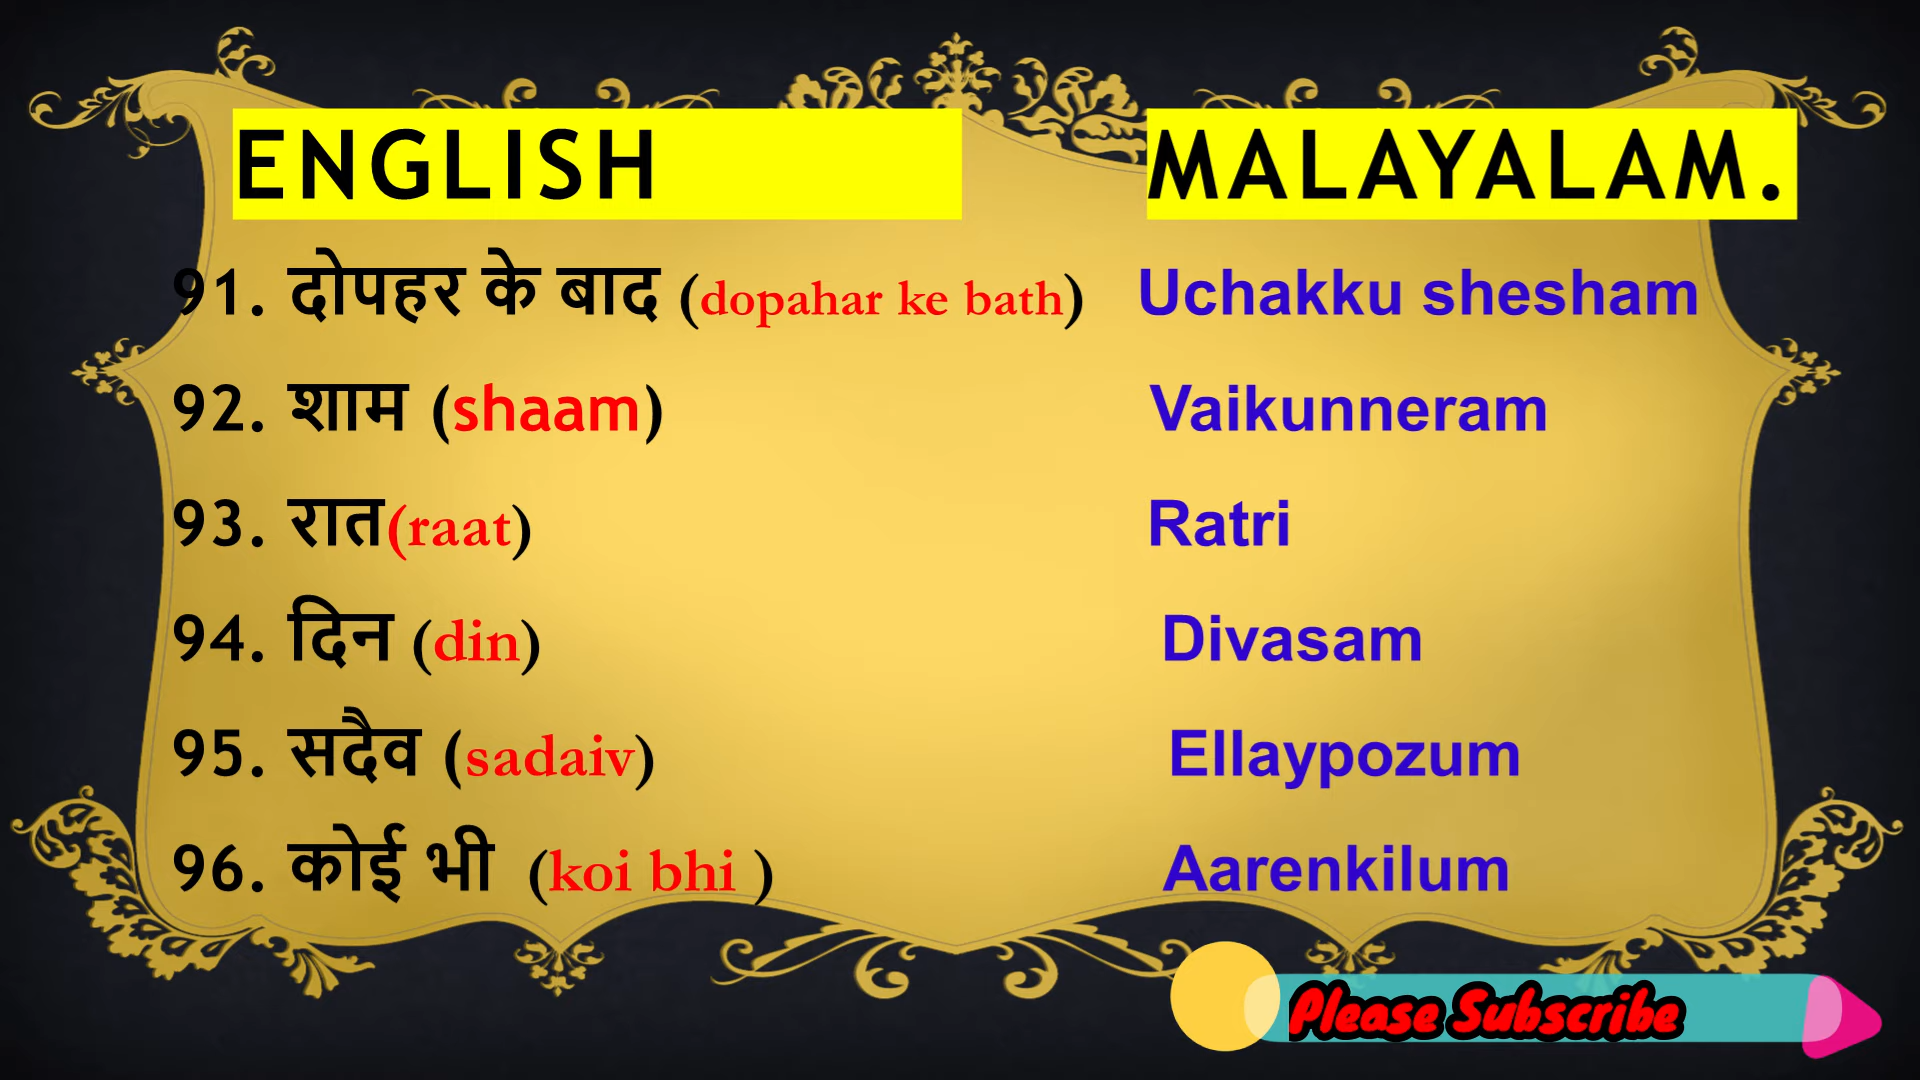 ENGLISH MALAYALAM.
91. दोपहर के बाद (dopahar ke bath) Uchakku shesham
92. शाम (shaam) Vaikunneram
93. रात(raat) Ratri
94. दिन (din) Divasam
95. सदैव (sadaiv) Ellaypozum
96. कोई भी (koi bhi ) Aarenkilum
Please Subscribe